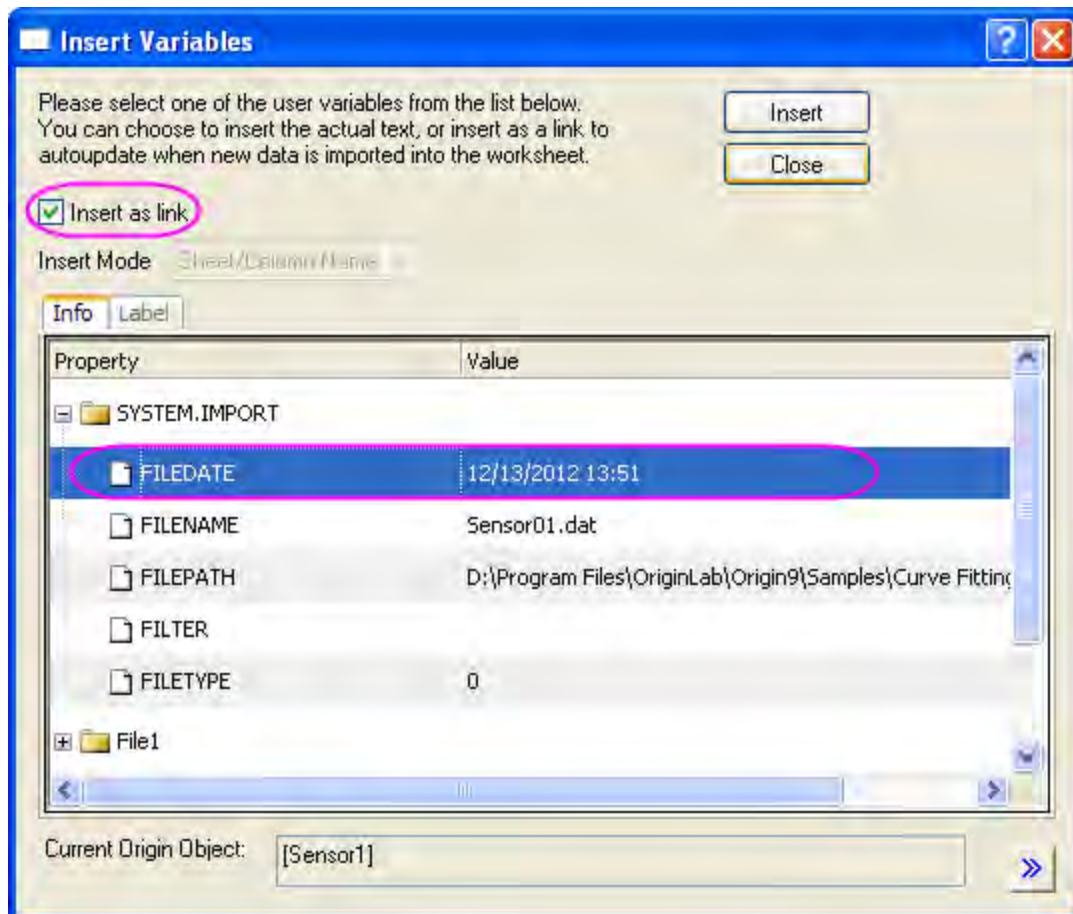 Insert Variables
Please select one of the user variables from the list below.
You can choose to insert the actual text, or insert as a link to
autoupdate when new data is imported into the worksheet.
Insert
Close
Insert as link
Insert Mode Sheet/Column Name
Info Label
Property Value
SYSTEM.IMPORT
FILEDATE 12/13/2012 13:51
FILENAME Sensor01.dat
FILEPATH D:\Program Files\OriginLab\Origin9\Samples\Curve Fitting
FILTER
FILETYPE 0
File1
Current Origin Object: [Sensor1]